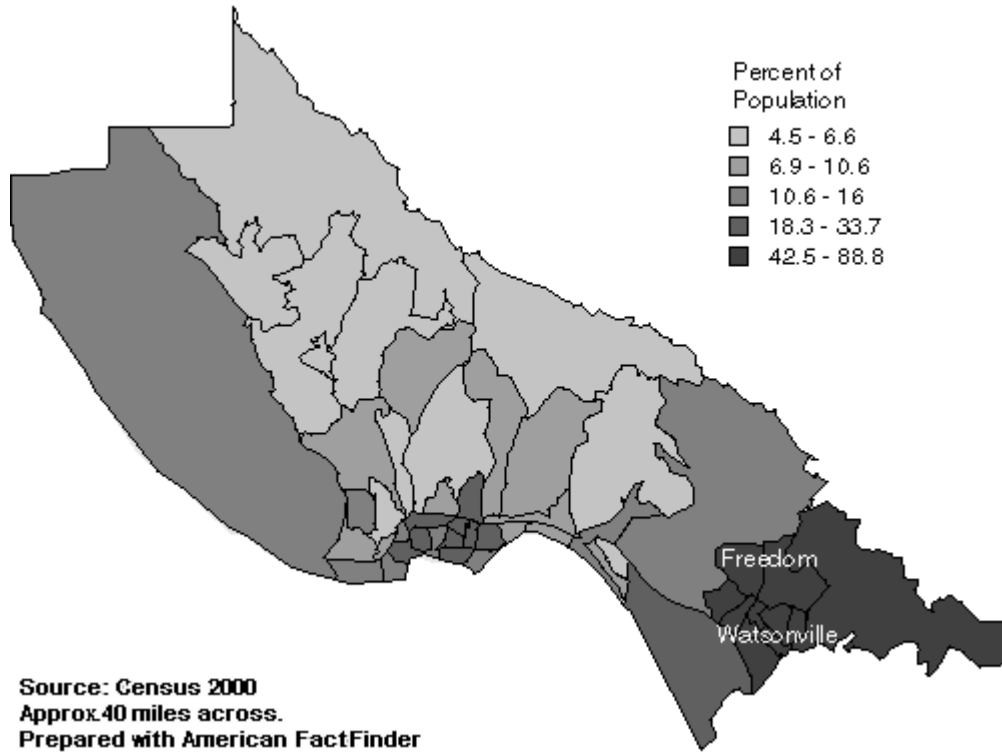 Percent of
Population
4.5 - 6.6
6.9 - 10.6
10.6 - 16
18.3 - 33.7
42.5 - 88.8
Freedom
Watsonville
Source: Census 2000
Approx.40 miles across.
Prepared with American FactFinder